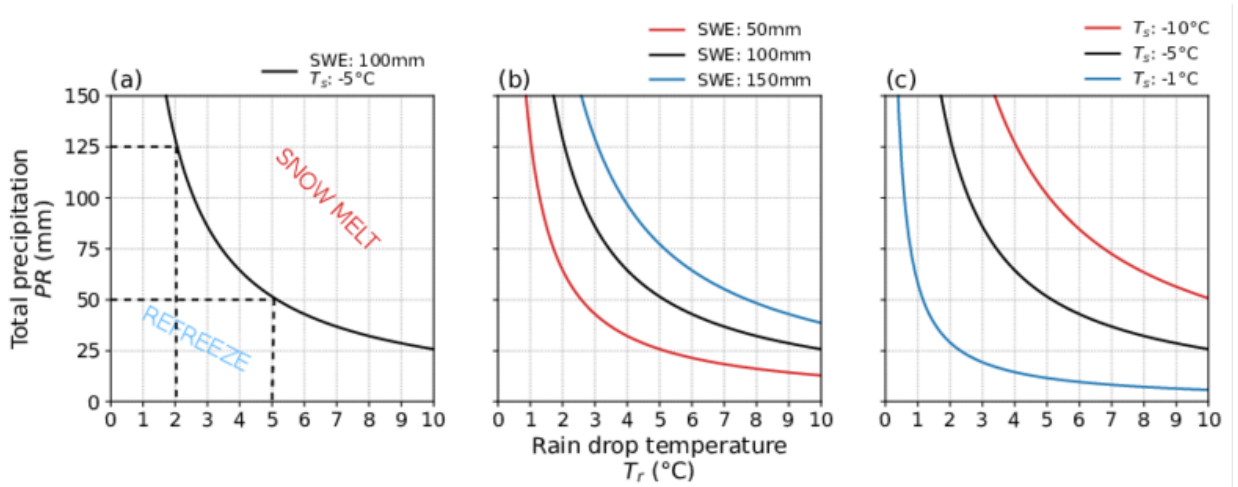 SWE: 100mm
Tₛ: -5°C
(a)
SWE: 50mm
SWE: 100mm
SWE: 150mm
(b)
Tₛ: -10°C
Tₛ: -5°C
Tₛ: -1°C
(c)
Total precipitation
PR (mm)
150
125
100
75
50
25
0
SNOW MELT
REFREEZE
0 1 2 3 4 5 6 7 8 9 10
0 1 2 3 4 5 6 7 8 9 10
0 1 2 3 4 5 6 7 8 9 10
Rain drop temperature
Tᵣ (°C)